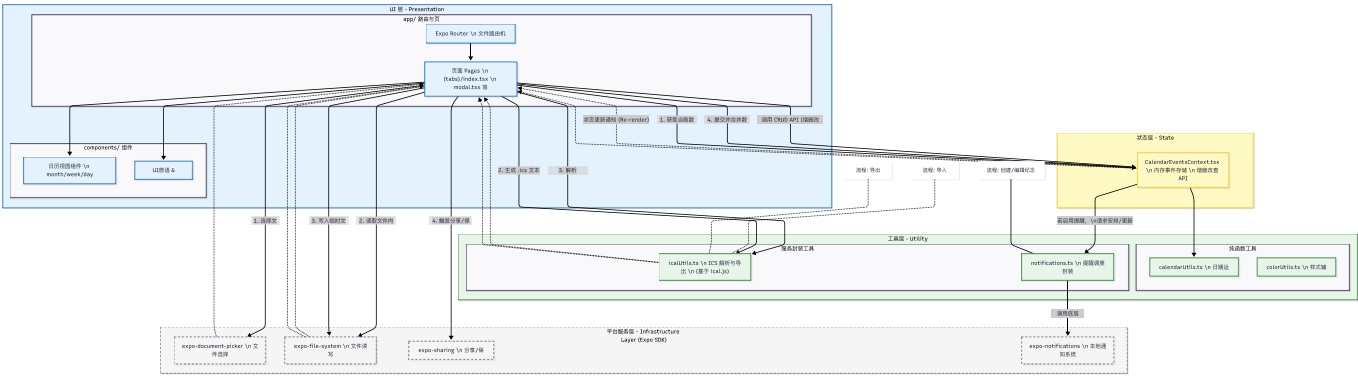 UI 层 - Presentation
app/ 路由与页
Expo Router \n 文件路由机
页面 Pages \n
(tabs)/index.tsx \n
modal.tsx 等
状态更新通知 (Re-render)
1. 获取当前数
4. 提交并合并数
调用 CRUD API (增删改
components/ 组件
日历视图组件 \n
month/week/day
UI原语 &
2. 生成 .ics 文本
3. 解析
流程: 导出
流程: 导入
流程: 创建/编辑纪念
状态层 - State
CalendarEventsContext.tsx
\n 内存事件存储 \n 增删改查
API
1. 选择文
3. 写入临时文
2. 读取文件内
4. 触发分享/保
若启用提醒，\n请求安排/更新
工具层 - Utility
服务封装工具
icalUtils.ts \n ICS 解析与导
出 \n (基于 ical.js)
notifications.ts \n 提醒调度
封装
纯函数工具
calendarUtils.ts \n 日期运
colorUtils.ts \n 样式辅
调用底层
平台服务层 - Infrastructure
Layer (Expo SDK)
expo-document-picker \n 文
件选择
expo-file-system \n 文件读
写
expo-sharing \n 分享/保
expo-notifications \n 本地通
知系统